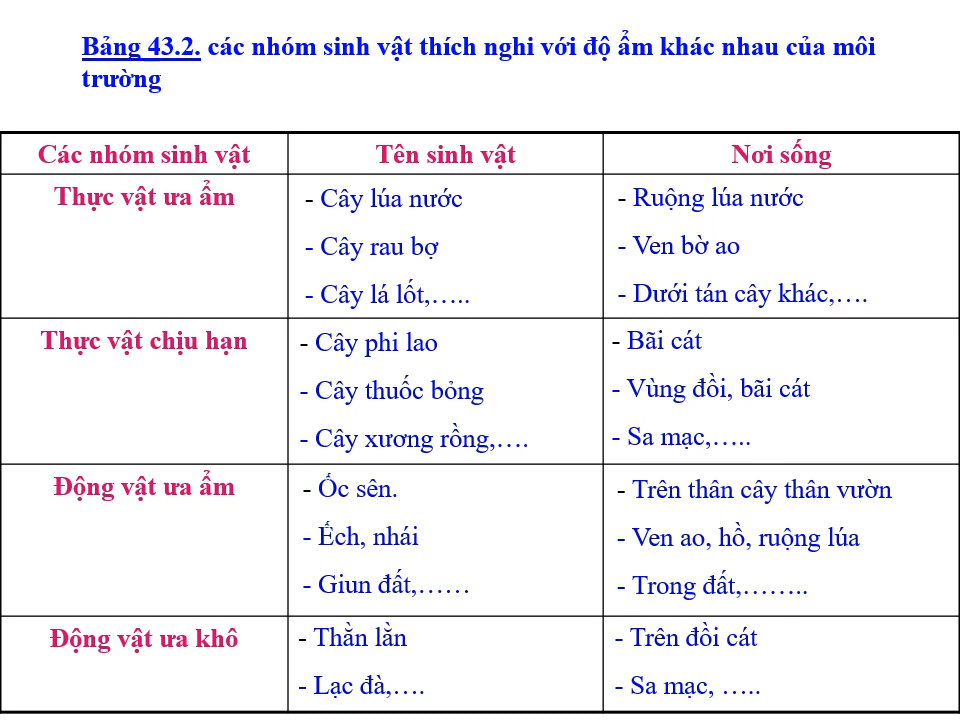 Bảng 43.2. các nhóm sinh vật thích nghi với độ ẩm khác nhau của môi
trường
Các nhóm sinh vật
Tên sinh vật
Nơi sống
Thực vật ưa ẩm
- Cây lúa nước
- Cây rau bợ
- Cây lá lốt,.....
- Ruộng lúa nước
- Ven bờ ao
- Dưới tán cây khác,....
Thực vật chịu hạn
- Cây phi lao
- Cây thuốc bỏng
- Cây xương rồng,....
- Bãi cát
- Vùng đồi, bãi cát
- Sa mạc,.....
Động vật ưa ẩm
- Ốc sên.
- Ếch, nhái
- Giun đất,......
- Trên thân cây thân vườn
- Ven ao, hồ, ruộng lúa
- Trong đất,........
Động vật ưa khô
- Thằn lằn
- Lạc đà,....
- Trên đồi cát
- Sa mạc, .....